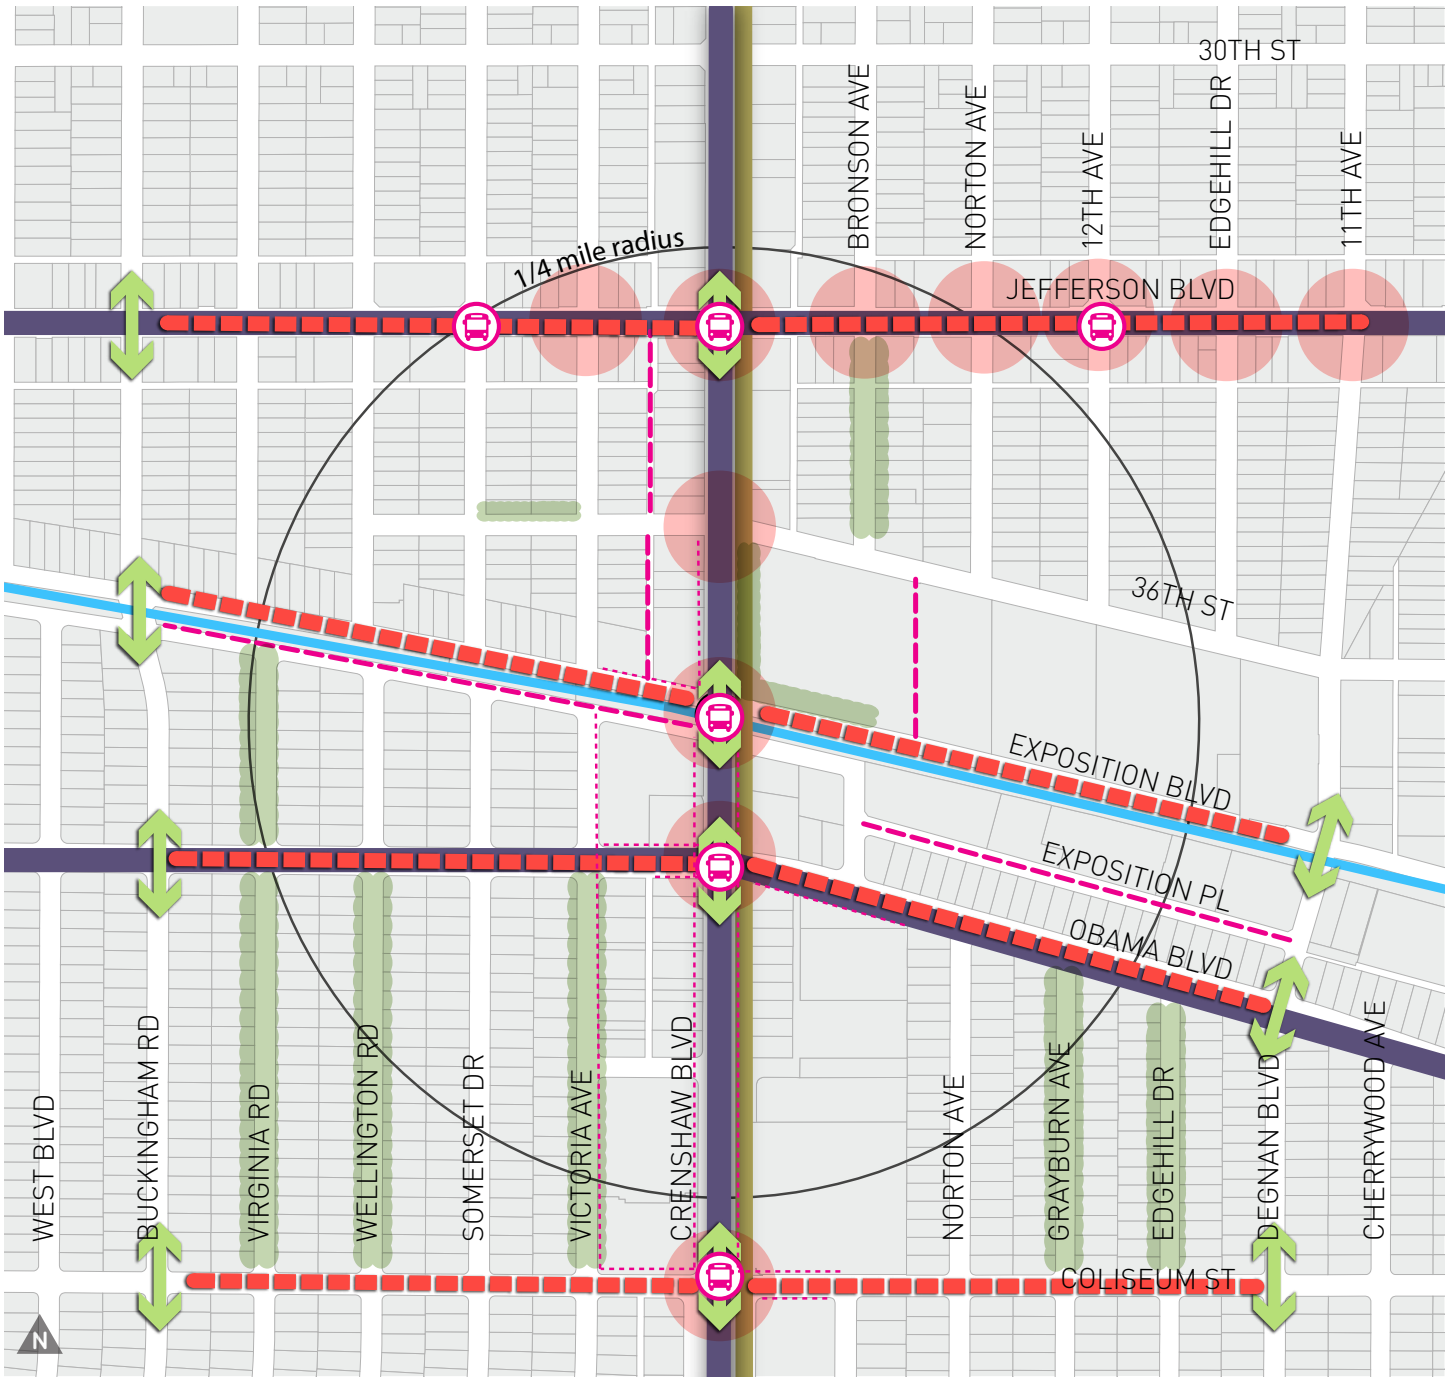 30TH ST
BRONSON AVE
NORTON AVE
12TH AVE
EDGEHILL DR
11TH AVE
1/4 mile radius
JEFFERSON BLVD
36TH ST
EXPOSITION BLVD
EXPOSITION PL
OBAMA BLVD
WEST BLVD
BUCKINGHAM RD
VIRGINIA RD
WELLINGTON RD
SOMERSET DR
VICTORIA AVE
CRENSHAW BLVD
NORTON AVE
GRAYBURN AVE
EDGEHILL DR
DEGNAN BLVD
CHERRYWOOD AVE
COLISEUM ST
N